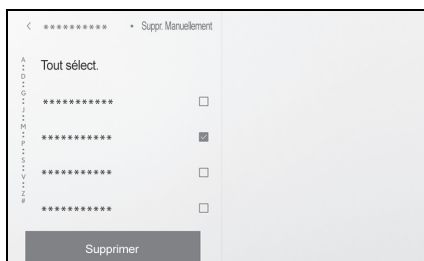 < ********** • Suppr. Manuellement
A
:
D
:
G
:
J
:
M
:
P
:
S
:
V
:
Z
#
Tout sélect.
***********
***********
***********
***********
Supprimer